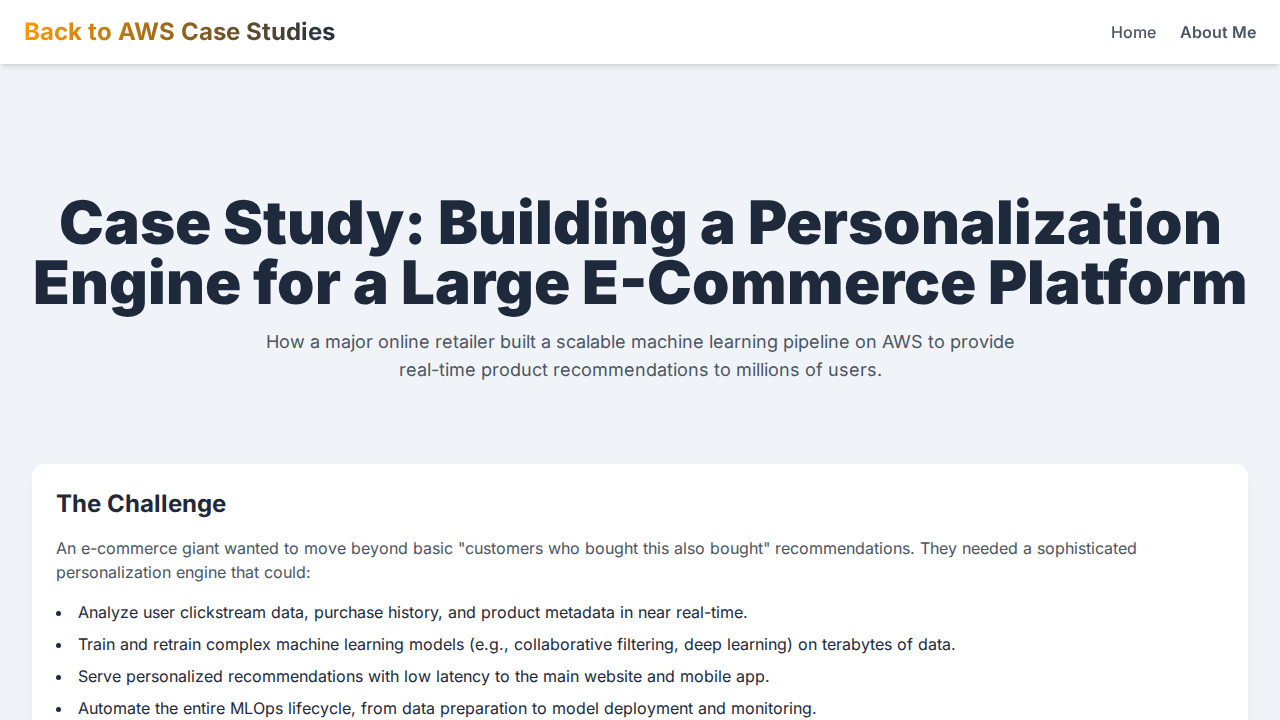 Back to AWS Case Studies
Home
About Me
Case Study: Building a Personalization
Engine for a Large E-Commerce Platform
How a major online retailer built a scalable machine learning pipeline on AWS to provide
real-time product recommendations to millions of users.
The Challenge
An e-commerce giant wanted to move beyond basic "customers who bought this also bought" recommendations. They needed a sophisticated
personalization engine that could:
• Analyze user clickstream data, purchase history, and product metadata in near real-time.
• Train and retrain complex machine learning models (e.g., collaborative filtering, deep learning) on terabytes of data.
• Serve personalized recommendations with low latency to the main website and mobile app.
• Automate the entire MLOps lifecycle, from data preparation to model deployment and monitoring.